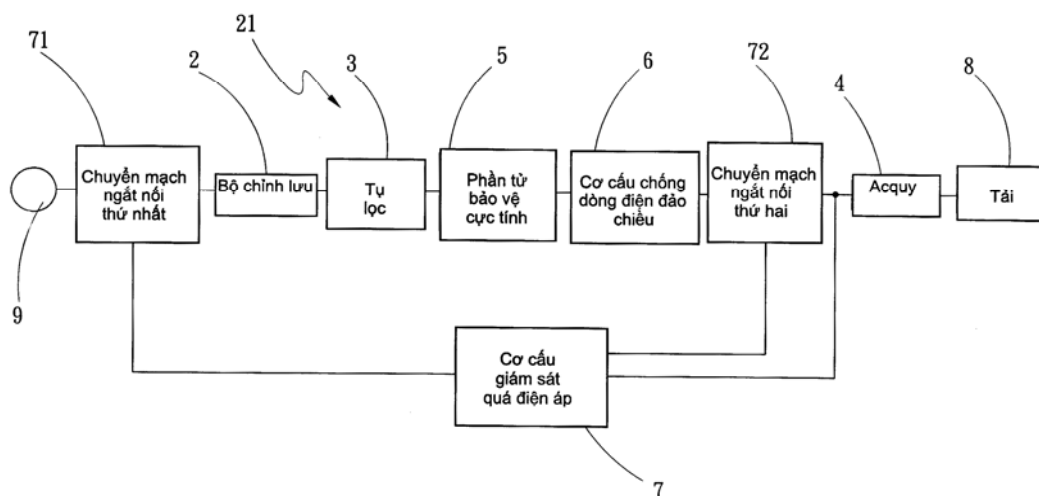 71
2
21
3
5
6
72
4
8
Chuyển mạch
ngắt nối
thứ nhất
Bộ chỉnh lưu
Tụ
lọc
Phần tử
bảo vệ
cực tính
Cơ cấu chống
dòng điện đảo
chiều
Chuyển mạch
ngắt nối
thứ hai
Acquy
Tải
9
Cơ cấu
giám sát
quá điện áp
7